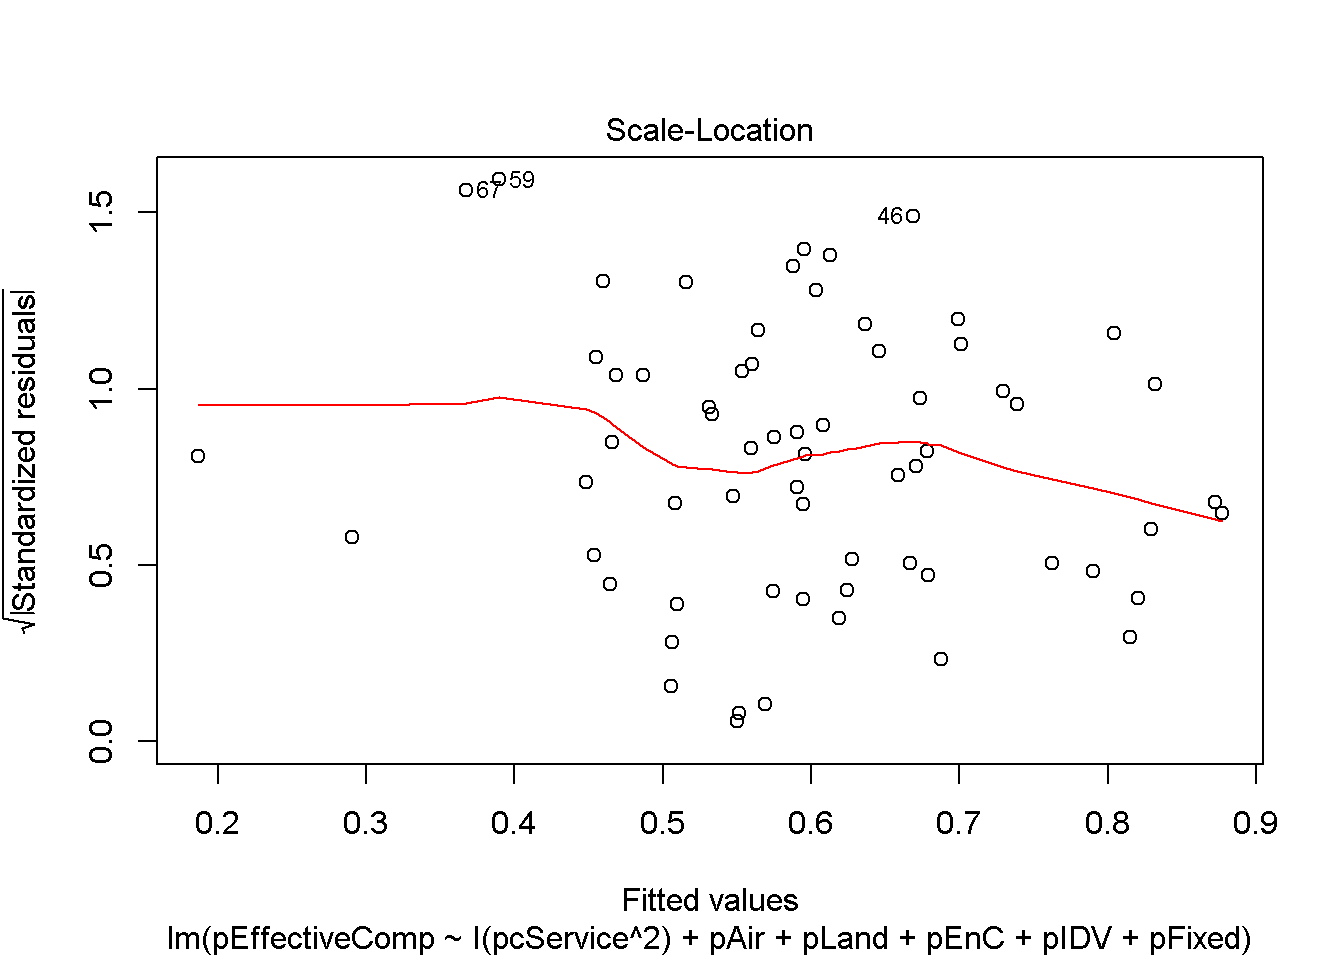 Scale-Location
√|Standardized residuals|
1.5
1.0
0.5
0.0
67
59
46
0.2 0.3 0.4 0.5 0.6 0.7 0.8 0.9
Fitted values
lm(pEffectiveComp ~ I(pcService^2) + pAir + pLand + pEnC + pIDV + pFixed)